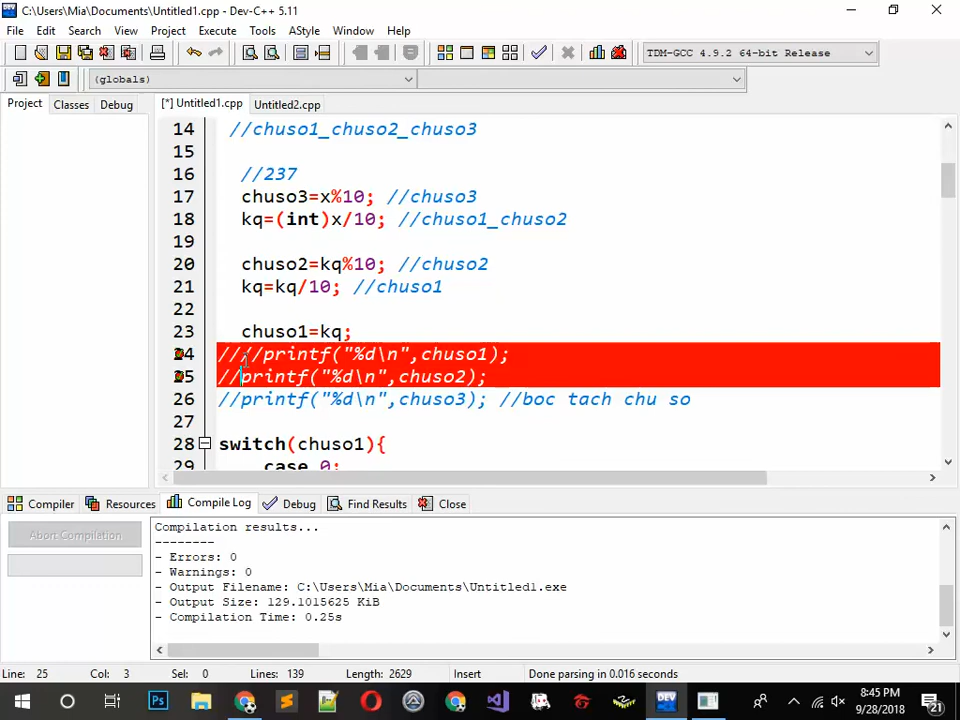 C:\Users\Mia\Documents\Untitled1.cpp - Dev-C++ 5.11
File Edit Search View Project Execute Tools AStyle Window Help
TDM-GCC 4.9.2 64-bit Release
(globals)
Project Classes Debug [*] Untitled1.cpp Untitled2.cpp
14 //chuso1_chuso2_chuso3
15
16 //237
17 chuso3=x%10; //chuso3
18 kq=(int)x/10; //chuso1_chuso2
19
20 chuso2=kq%10; //chuso2
21 kq=kq/10; //chuso1
22
23 chuso1=kq;
24 ////printf("%d\n",chuso1);
25 //printf("%d\n",chuso2);
26 //printf("%d\n",chuso3); //boc tach chu so
27
28 switch(chuso1){
29 case 0:
Compiler Resources Compile Log Debug Find Results Close
Abort Compilation
Compilation results...
--------
- Errors: 0
- Warnings: 0
- Output Filename: C:\Users\Mia\Documents\Untitled1.exe
- Output Size: 129.1015625 KiB
- Compilation Time: 0.25s
Line: 25 Col: 3 Sel: 0 Lines: 139 Length: 2629 Insert Done parsing in 0.016 seconds
Ps
DEV
8:45 PM
9/28/2018
21